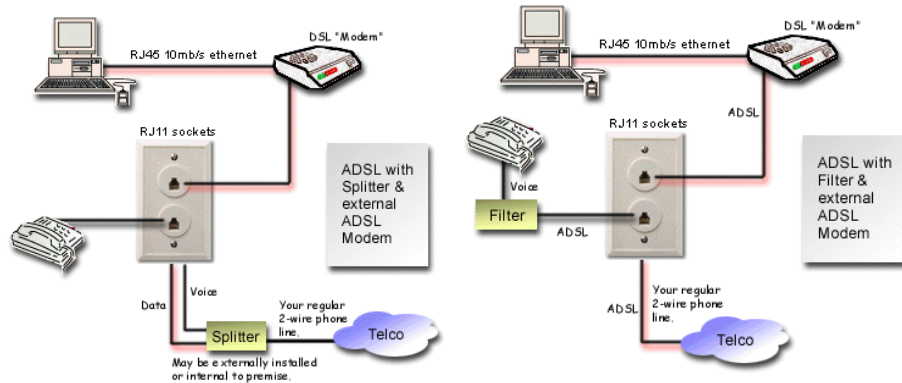 DSL "Modem"
RJ45 10mb/s ethernet
RJ11 sockets
ADSL with
Splitter &
external
ADSL
Modem
Data
Voice
Your regular
2-wire phone
line.
Splitter
Telco
May be externally installed
or internal to premise.
DSL "Modem"
RJ45 10mb/s ethernet
ADSL
RJ11 sockets
Voice
Filter
ADSL
ADSL with
Filter &
external
ADSL
Modem
Your regular
2-wire phone
line.
ADSL
Telco